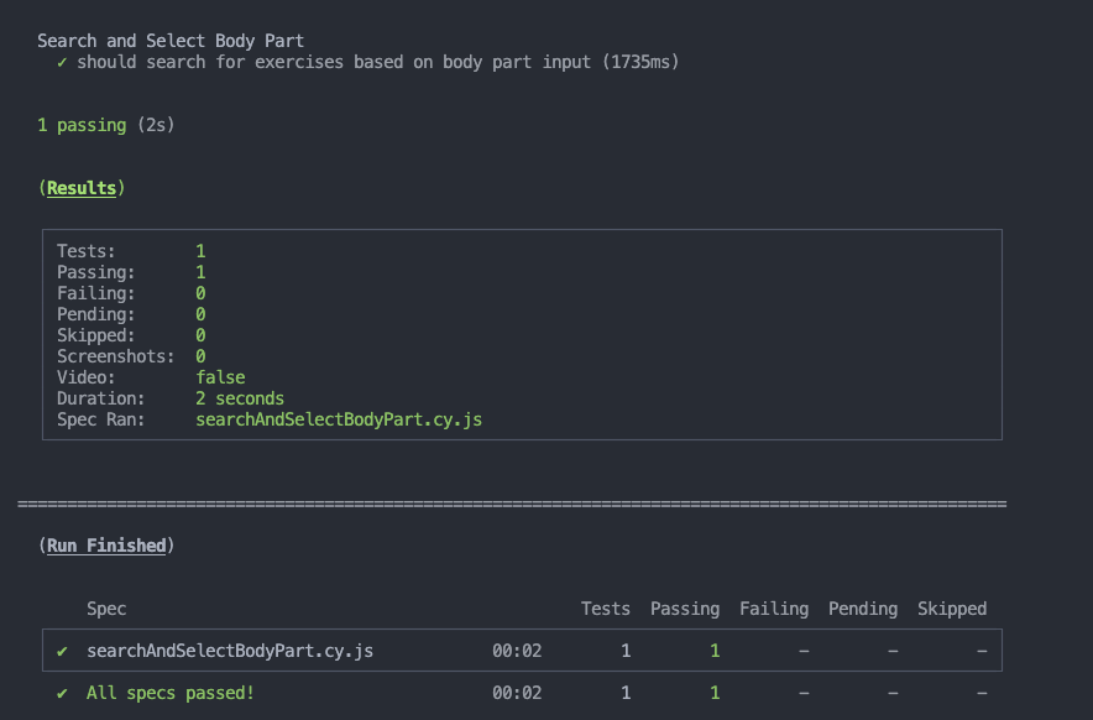 Search and Select Body Part
✓ should search for exercises based on body part input (1735ms)
1 passing (2s)
(Results)
Tests: 1
Passing: 1
Failing: 0
Pending: 0
Skipped: 0
Screenshots: 0
Video: false
Duration: 2 seconds
Spec Ran: searchAndSelectBodyPart.cy.js
====================================================================================================
(Run Finished)
Spec Tests Passing Failing Pending Skipped
✔ searchAndSelectBodyPart.cy.js 00:02 1 1 – – –
✔ All specs passed! 00:02 1 1 – – –